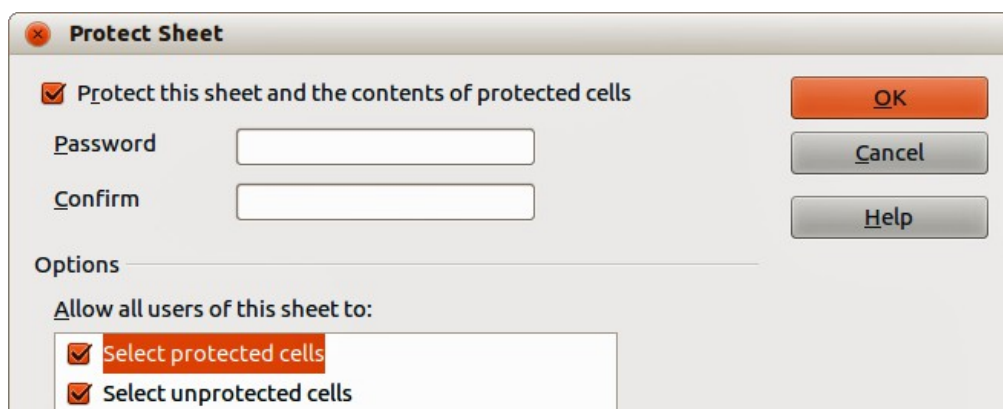 Protect Sheet
Protect this sheet and the contents of protected cells
OK
Password
Cancel
Confirm
Help
Options
Allow all users of this sheet to:
Select protected cells
Select unprotected cells